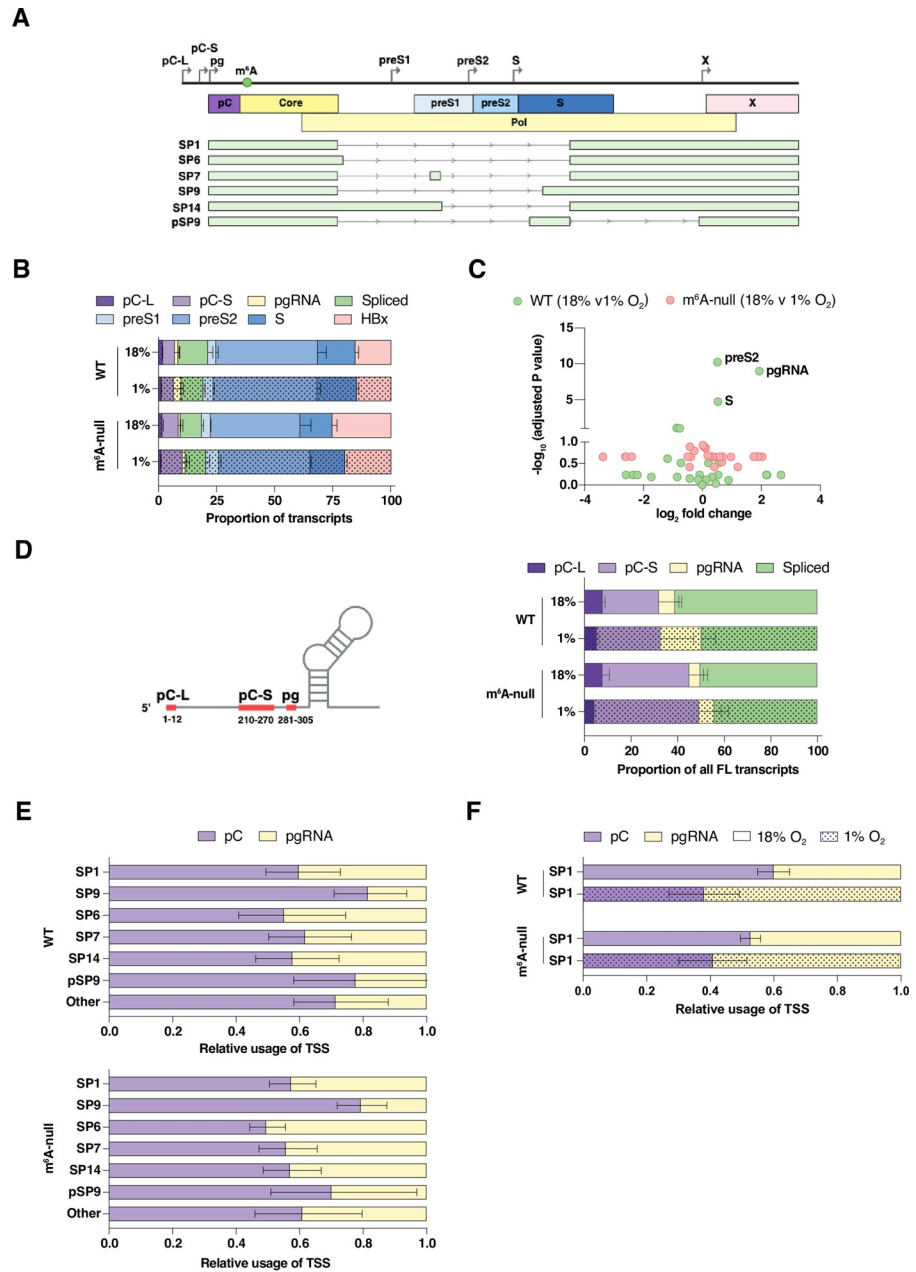 A
pC-L
pC-S
pg
m⁶A
preS1
preS2
S
X
pC
Core
preS1
preS2
S
X
Pol
SP1
SP6
SP7
SP9
SP14
pSP9
B
pC-L pC-S pgRNA Spliced
preS1 preS2 S HBx
WT
18%
1%
m⁶A-null
18%
1%
0 25 50 75 100
Proportion of transcripts
C
WT (18% v1% O₂) m⁶A-null (18% v 1% O₂)
-log₁₀ (adjusted P value)
15
10
5
1.0
0.5
0.0
preS2
pgRNA
S
-4 -2 0 2 4
log₂ fold change
D
5'
pC-L
1-12
pC-S
210-270
pg
281-305
pC-L pC-S pgRNA Spliced
WT
18%
1%
m⁶A-null
18%
1%
0 20 40 60 80 100
Proportion of all FL transcripts
E
pC pgRNA
WT
SP1
SP9
SP6
SP7
SP14
pSP9
Other
0.0 0.2 0.4 0.6 0.8 1.0
Relative usage of TSS
m⁶A-null
SP1
SP9
SP6
SP7
SP14
pSP9
Other
0.0 0.2 0.4 0.6 0.8 1.0
Relative usage of TSS
F
pC pgRNA 18% O₂ 1% O₂
WT
SP1
SP1
m⁶A-null
SP1
SP1
0.0 0.2 0.4 0.6 0.8 1.0
Relative usage of TSS